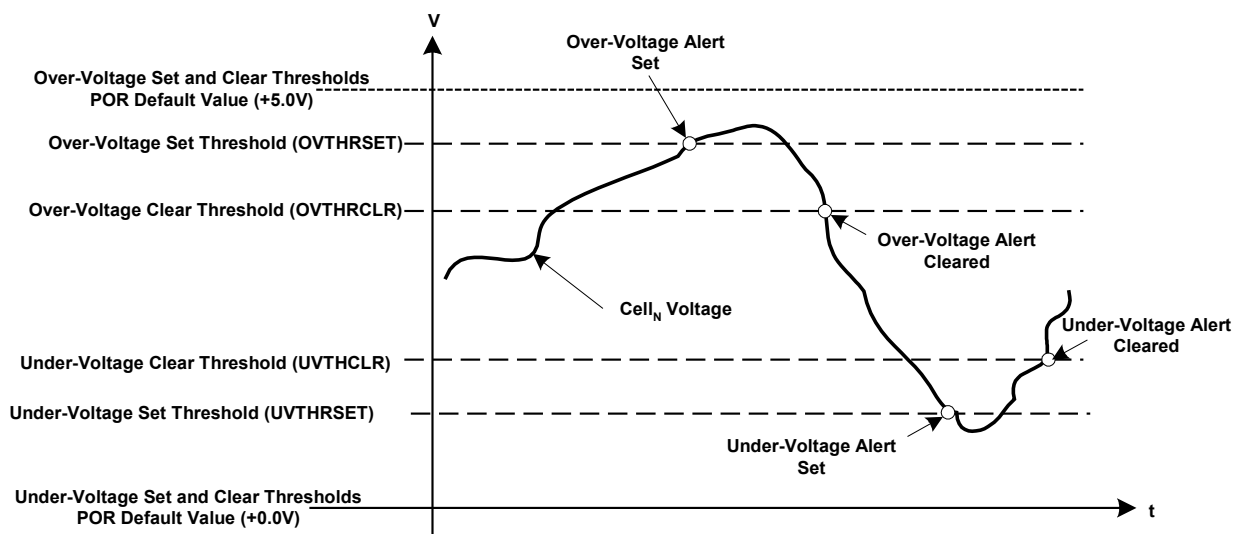 V
Over-Voltage Alert
Set
Over-Voltage Set and Clear Thresholds
POR Default Value (+5.0V)
Over-Voltage Set Threshold (OVTHRSET)
Over-Voltage Clear Threshold (OVTHRCLR)
Over-Voltage Alert
Cleared
CellN Voltage
Under-Voltage Alert
Cleared
Under-Voltage Clear Threshold (UVTHCLR)
Under-Voltage Set Threshold (UVTHRSET)
Under-Voltage Alert
Set
Under-Voltage Set and Clear Thresholds
POR Default Value (+0.0V)
t